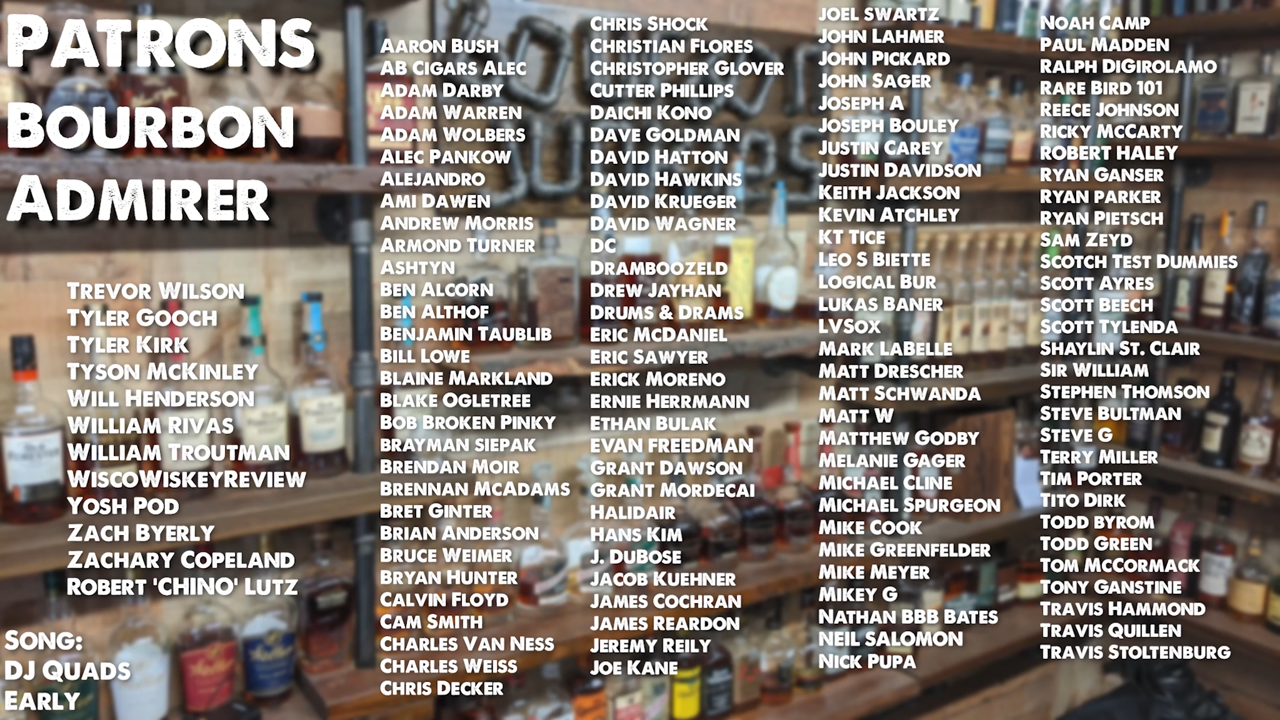 Patrons
Bourbon
Admirer
Trevor Wilson
Tyler Gooch
Tyler Kirk
Tyson McKinley
Will Henderson
William Rivas
William Troutman
WiscoWiskeyReview
Yosh Pod
Zach Byerly
Zachary Copeland
Robert 'CHINO' Lutz
Song:
DJ Quads
Early
Aaron Bush
AB Cigars Alec
Adam Darby
Adam Warren
Adam Wolbers
Alec Pankow
Alejandro
Ami Dawen
Andrew Morris
Armond Turner
Ashtyn
Ben Alcorn
Ben Althof
Benjamin Taublib
Bill Lowe
Blaine Markland
Blake Ogletree
Bob Broken Pinky
brayman siepak
Brendan Moir
Brennan McAdams
Bret Ginter
Brian Anderson
Bruce Weimer
Bryan Hunter
Calvin Floyd
Cam Smith
Charles Van Ness
Charles Weiss
Chris Decker
Chris Shock
Christian Flores
Christopher Glover
Cutter Phillips
Daichi Kono
Dave Goldman
David Hatton
David Hawkins
David Krueger
David Wagner
DC
Dramboozeld
Drew Jayhan
Drums & Drams
Eric McDaniel
Eric Sawyer
Erick Moreno
Ernie Herrmann
Ethan Bulak
Evan Freedman
Grant Dawson
Grant Mordecai
Halidair
Hans Kim
J. DuBose
Jacob Kuehner
James Cochran
James Reardon
Jeremy Reily
Joe Kane
Joel Swartz
John Lahmer
John Pickard
John Sager
Joseph A
Joseph Bouley
Justin Carey
Justin Davidson
Keith Jackson
Kevin Atchley
KT Tice
Leo S Biette
Logical Bur
Lukas Baner
LVSOX
Mark LaBelle
Matt Drescher
Matt Schwanda
Matt W
Matthew Godby
Melanie Gager
Michael Cline
Michael Spurgeon
Mike Cook
Mike Greenfelder
Mike Meyer
Mikey G
Nathan BBB Bates
Neil Salomon
Nick Pupa
Noah Camp
Paul Madden
Ralph DiGirolamo
Rare Bird 101
Reece Johnson
Ricky McCarty
Robert Haley
Ryan Ganser
Ryan parker
Ryan Pietsch
Sam Zeyd
Scotch Test Dummies
Scott Ayres
Scott Beech
Scott Tylenda
Shaylin St. Clair
Sir William
Stephen Thomson
Steve Bultman
Steve G
Terry Miller
Tim Porter
Tito Dirk
Todd byrom
Todd Green
Tom McCormack
Tony Ganstine
Travis Hammond
Travis Quillen
Travis Stoltenburg